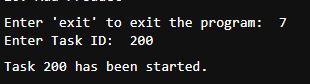 Enter 'exit' to exit the program:  7
Enter Task ID:  200
Task 200 has been started.